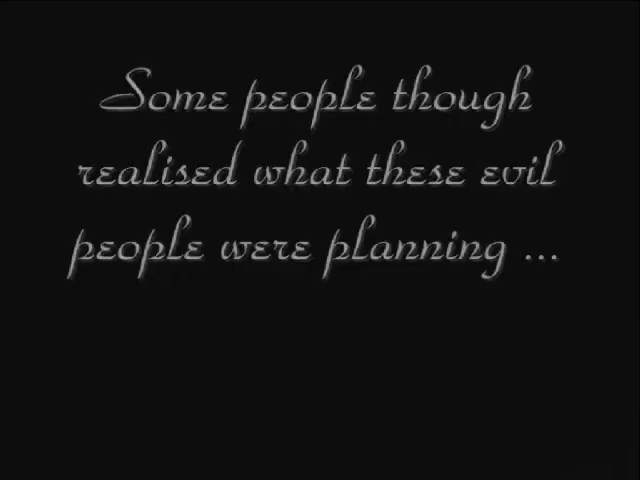 Some people though
realised what these evil
people were planning ...